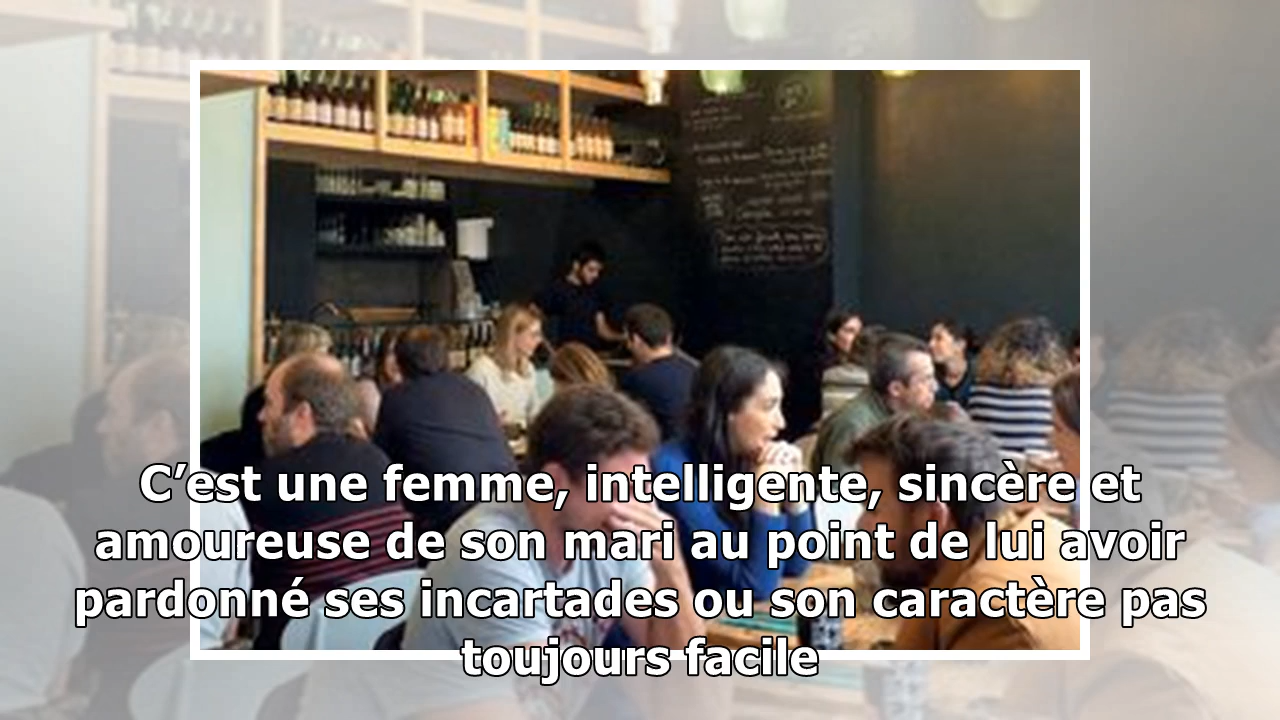 C’est une femme, intelligente, sincère et
amoureuse de son mari au point de lui avoir
pardonné ses incartades ou son caractère pas
toujours facile